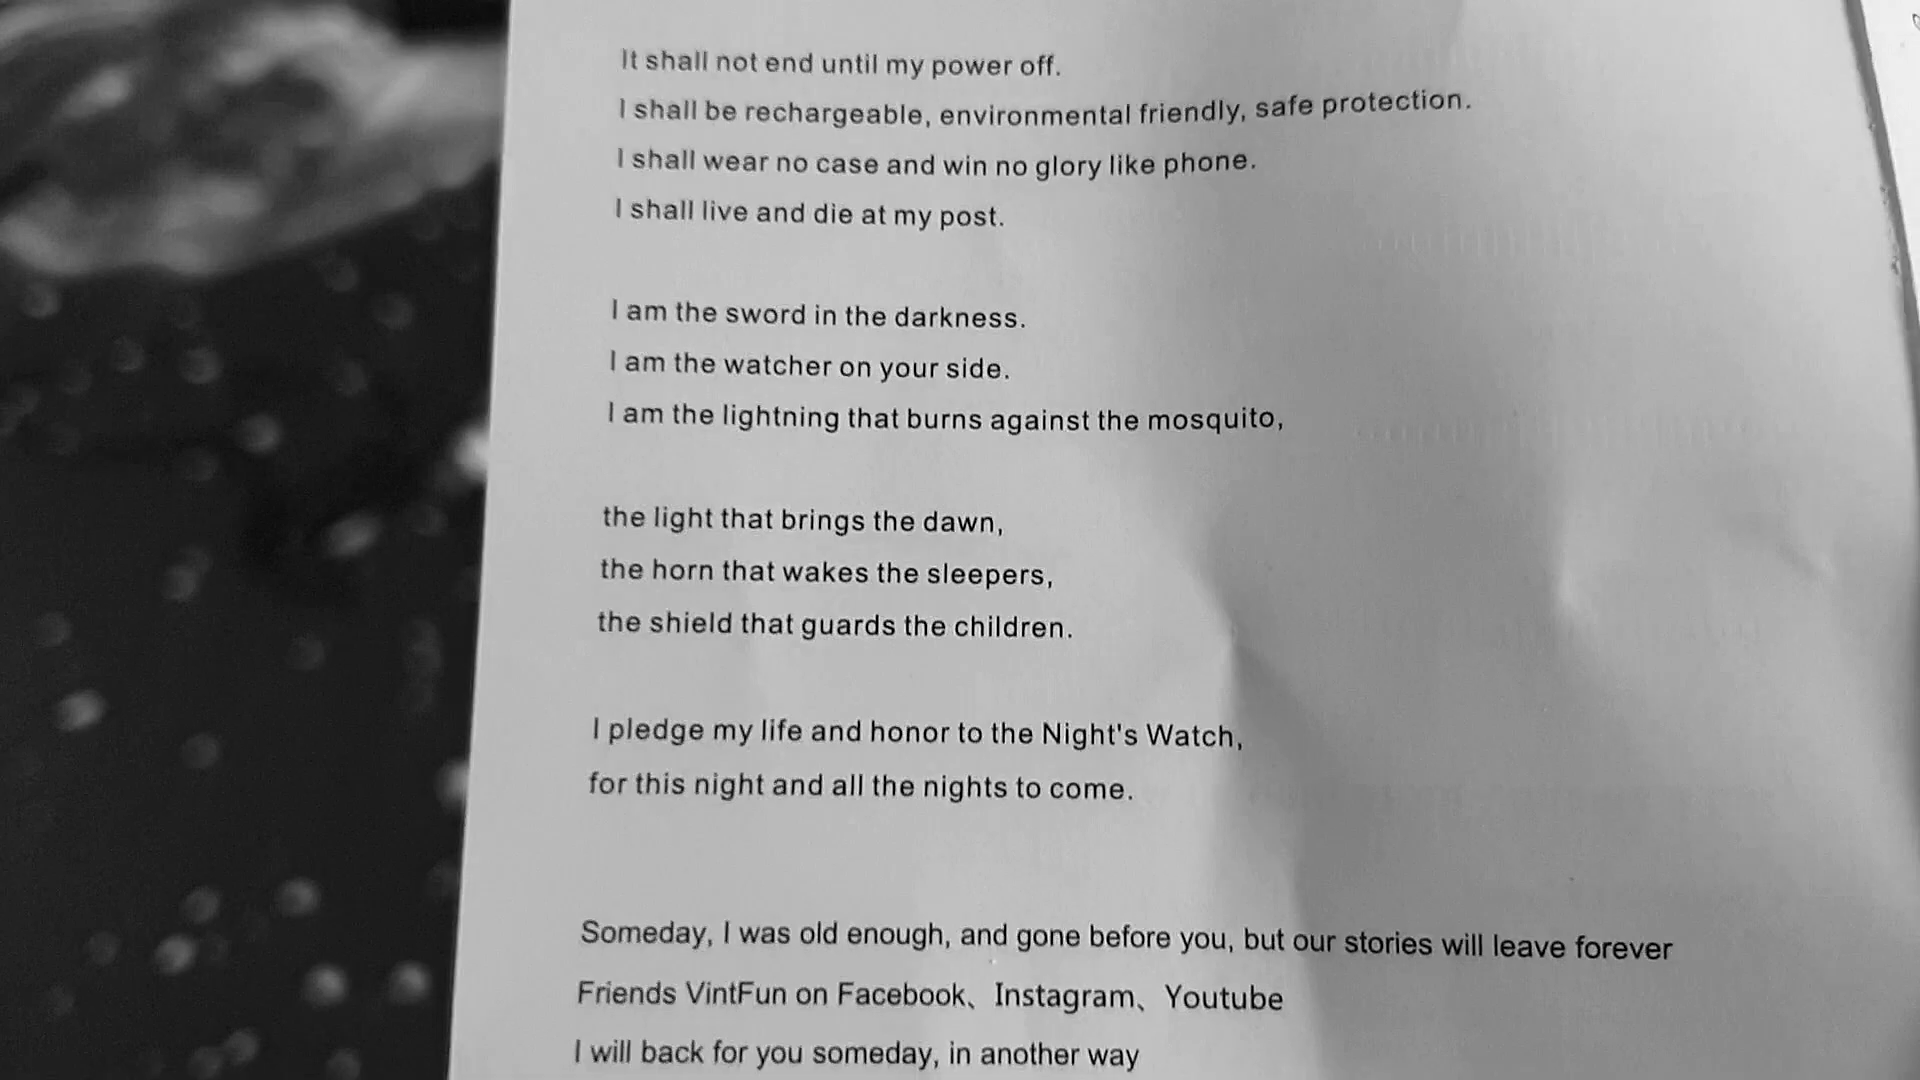 It shall not end until my power off.
I shall be rechargeable, environmental friendly, safe protection.
I shall wear no case and win no glory like phone.
I shall live and die at my post.
I am the sword in the darkness.
I am the watcher on your side.
I am the lightning that burns against the mosquito,
the light that brings the dawn,
the horn that wakes the sleepers,
the shield that guards the children.
I pledge my life and honor to the Night's Watch,
for this night and all the nights to come.
Someday, I was old enough, and gone before you, but our stories will leave forever
Friends VintFun on Facebook、Instagram、Youtube
I will back for you someday, in another way